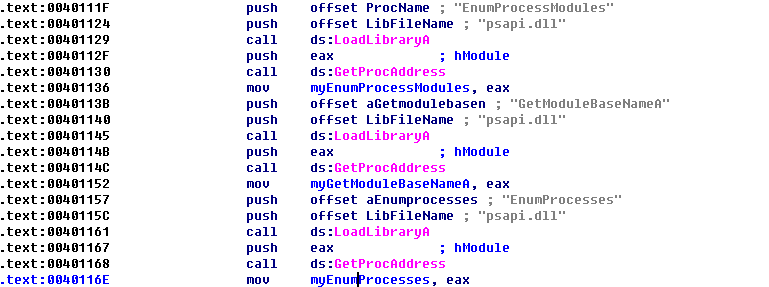 .text:0040111F push offset ProcName ; "EnumProcessModules"
.text:00401124 push offset LibFileName ; "psapi.dll"
.text:00401129 call ds:LoadLibraryA
.text:0040112F push eax ; hModule
.text:00401130 call ds:GetProcAddress
.text:00401136 mov myEnumProcessModules, eax
.text:0040113B push offset aGetmodulebasen ; "GetModuleBaseNameA"
.text:00401140 push offset LibFileName ; "psapi.dll"
.text:00401145 call ds:LoadLibraryA
.text:0040114B push eax ; hModule
.text:0040114C call ds:GetProcAddress
.text:00401152 mov myGetModuleBaseNameA, eax
.text:00401157 push offset aEnumprocesses ; "EnumProcesses"
.text:0040115C push offset LibFileName ; "psapi.dll"
.text:00401161 call ds:LoadLibraryA
.text:00401167 push eax ; hModule
.text:00401168 call ds:GetProcAddress
.text:0040116E mov myEnumProcesses, eax